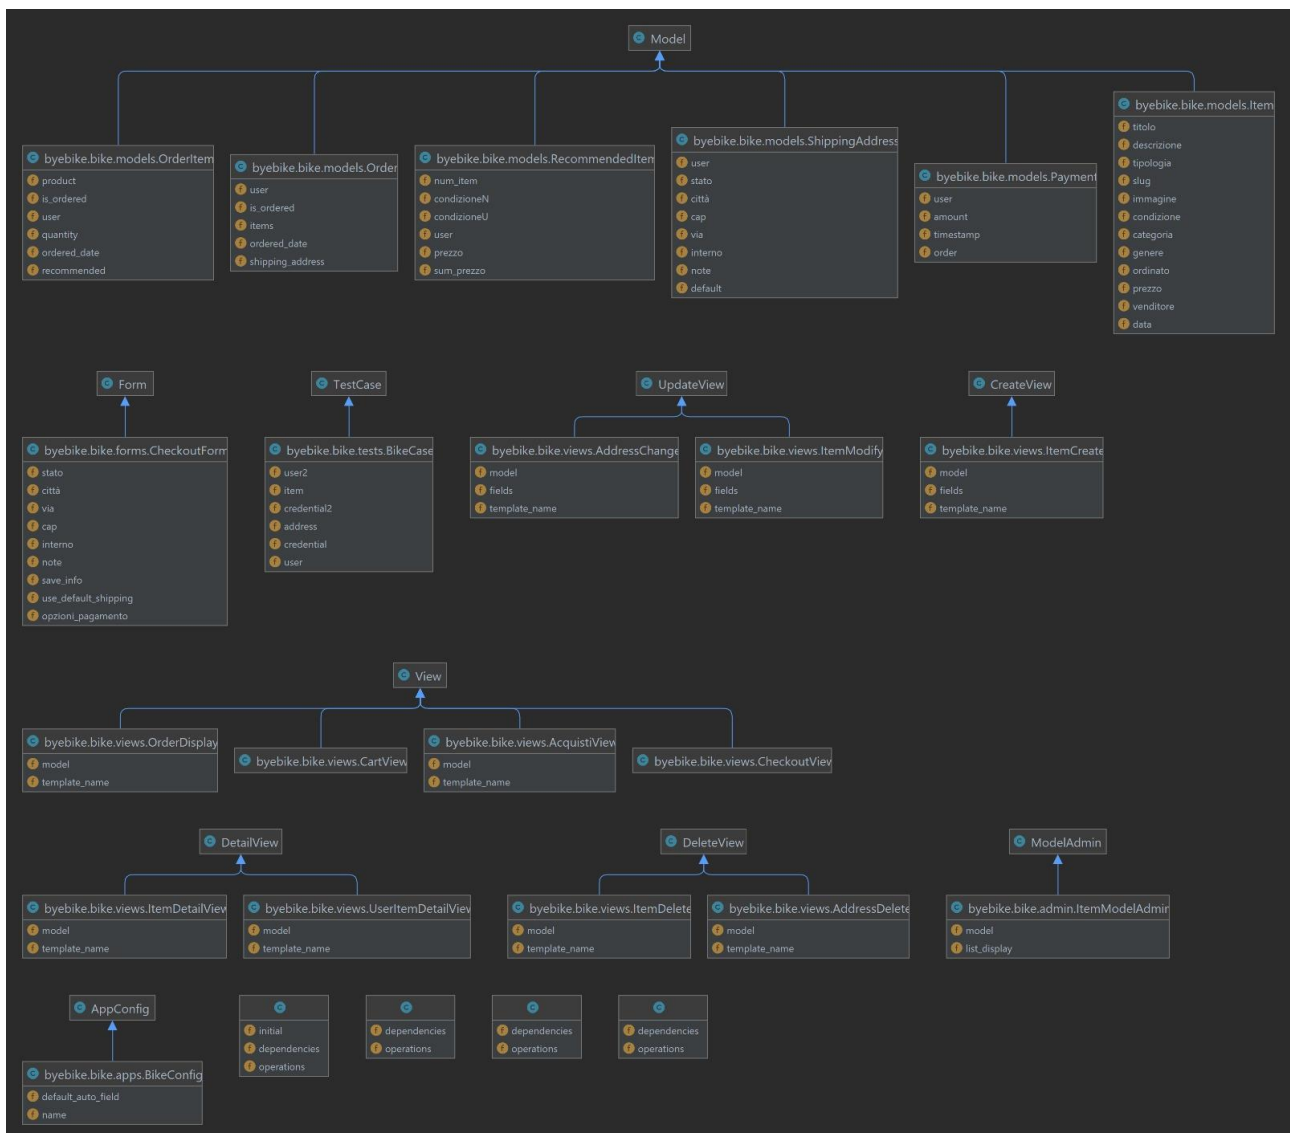 Model
byebike.bike.models.OrderItem
product
is_ordered
user
quantity
ordered_date
recommended
byebike.bike.models.Order
user
is_ordered
items
ordered_date
shipping_address
byebike.bike.models.RecommendedItem
num_item
condizioneN
condizioneU
user
prezzo
sum_prezzo
byebike.bike.models.ShippingAddress
user
stato
città
cap
via
interno
note
default
byebike.bike.models.Payment
user
amount
timestamp
order
byebike.bike.models.Item
titolo
descrizione
tipologia
slug
immagine
condizione
categoria
genere
ordinato
prezzo
venditore
data
Form
byebike.bike.forms.CheckoutForm
stato
città
via
cap
interno
note
save_info
use_default_shipping
opzioni_pagamento
TestCase
byebike.bike.tests.BikeCase
user2
item
credential2
address
credential
user
UpdateView
byebike.bike.views.AddressChange
model
fields
template_name
byebike.bike.views.ItemModify
model
fields
template_name
CreateView
byebike.bike.views.ItemCreate
model
fields
template_name
View
byebike.bike.views.OrderDisplay
model
template_name
byebike.bike.views.CartView
byebike.bike.views.AcquistiView
model
template_name
byebike.bike.views.CheckoutView
DetailView
byebike.bike.views.ItemDetailView
model
template_name
byebike.bike.views.UserItemDetailView
model
template_name
DeleteView
byebike.bike.views.ItemDelete
model
template_name
byebike.bike.views.AddressDelete
model
template_name
ModelAdmin
byebike.bike.admin.ItemModelAdmin
model
list_display
AppConfig
byebike.bike.apps.BikeConfig
default_auto_field
name
initial
dependencies
operations
dependencies
operations
dependencies
operations
dependencies
operations